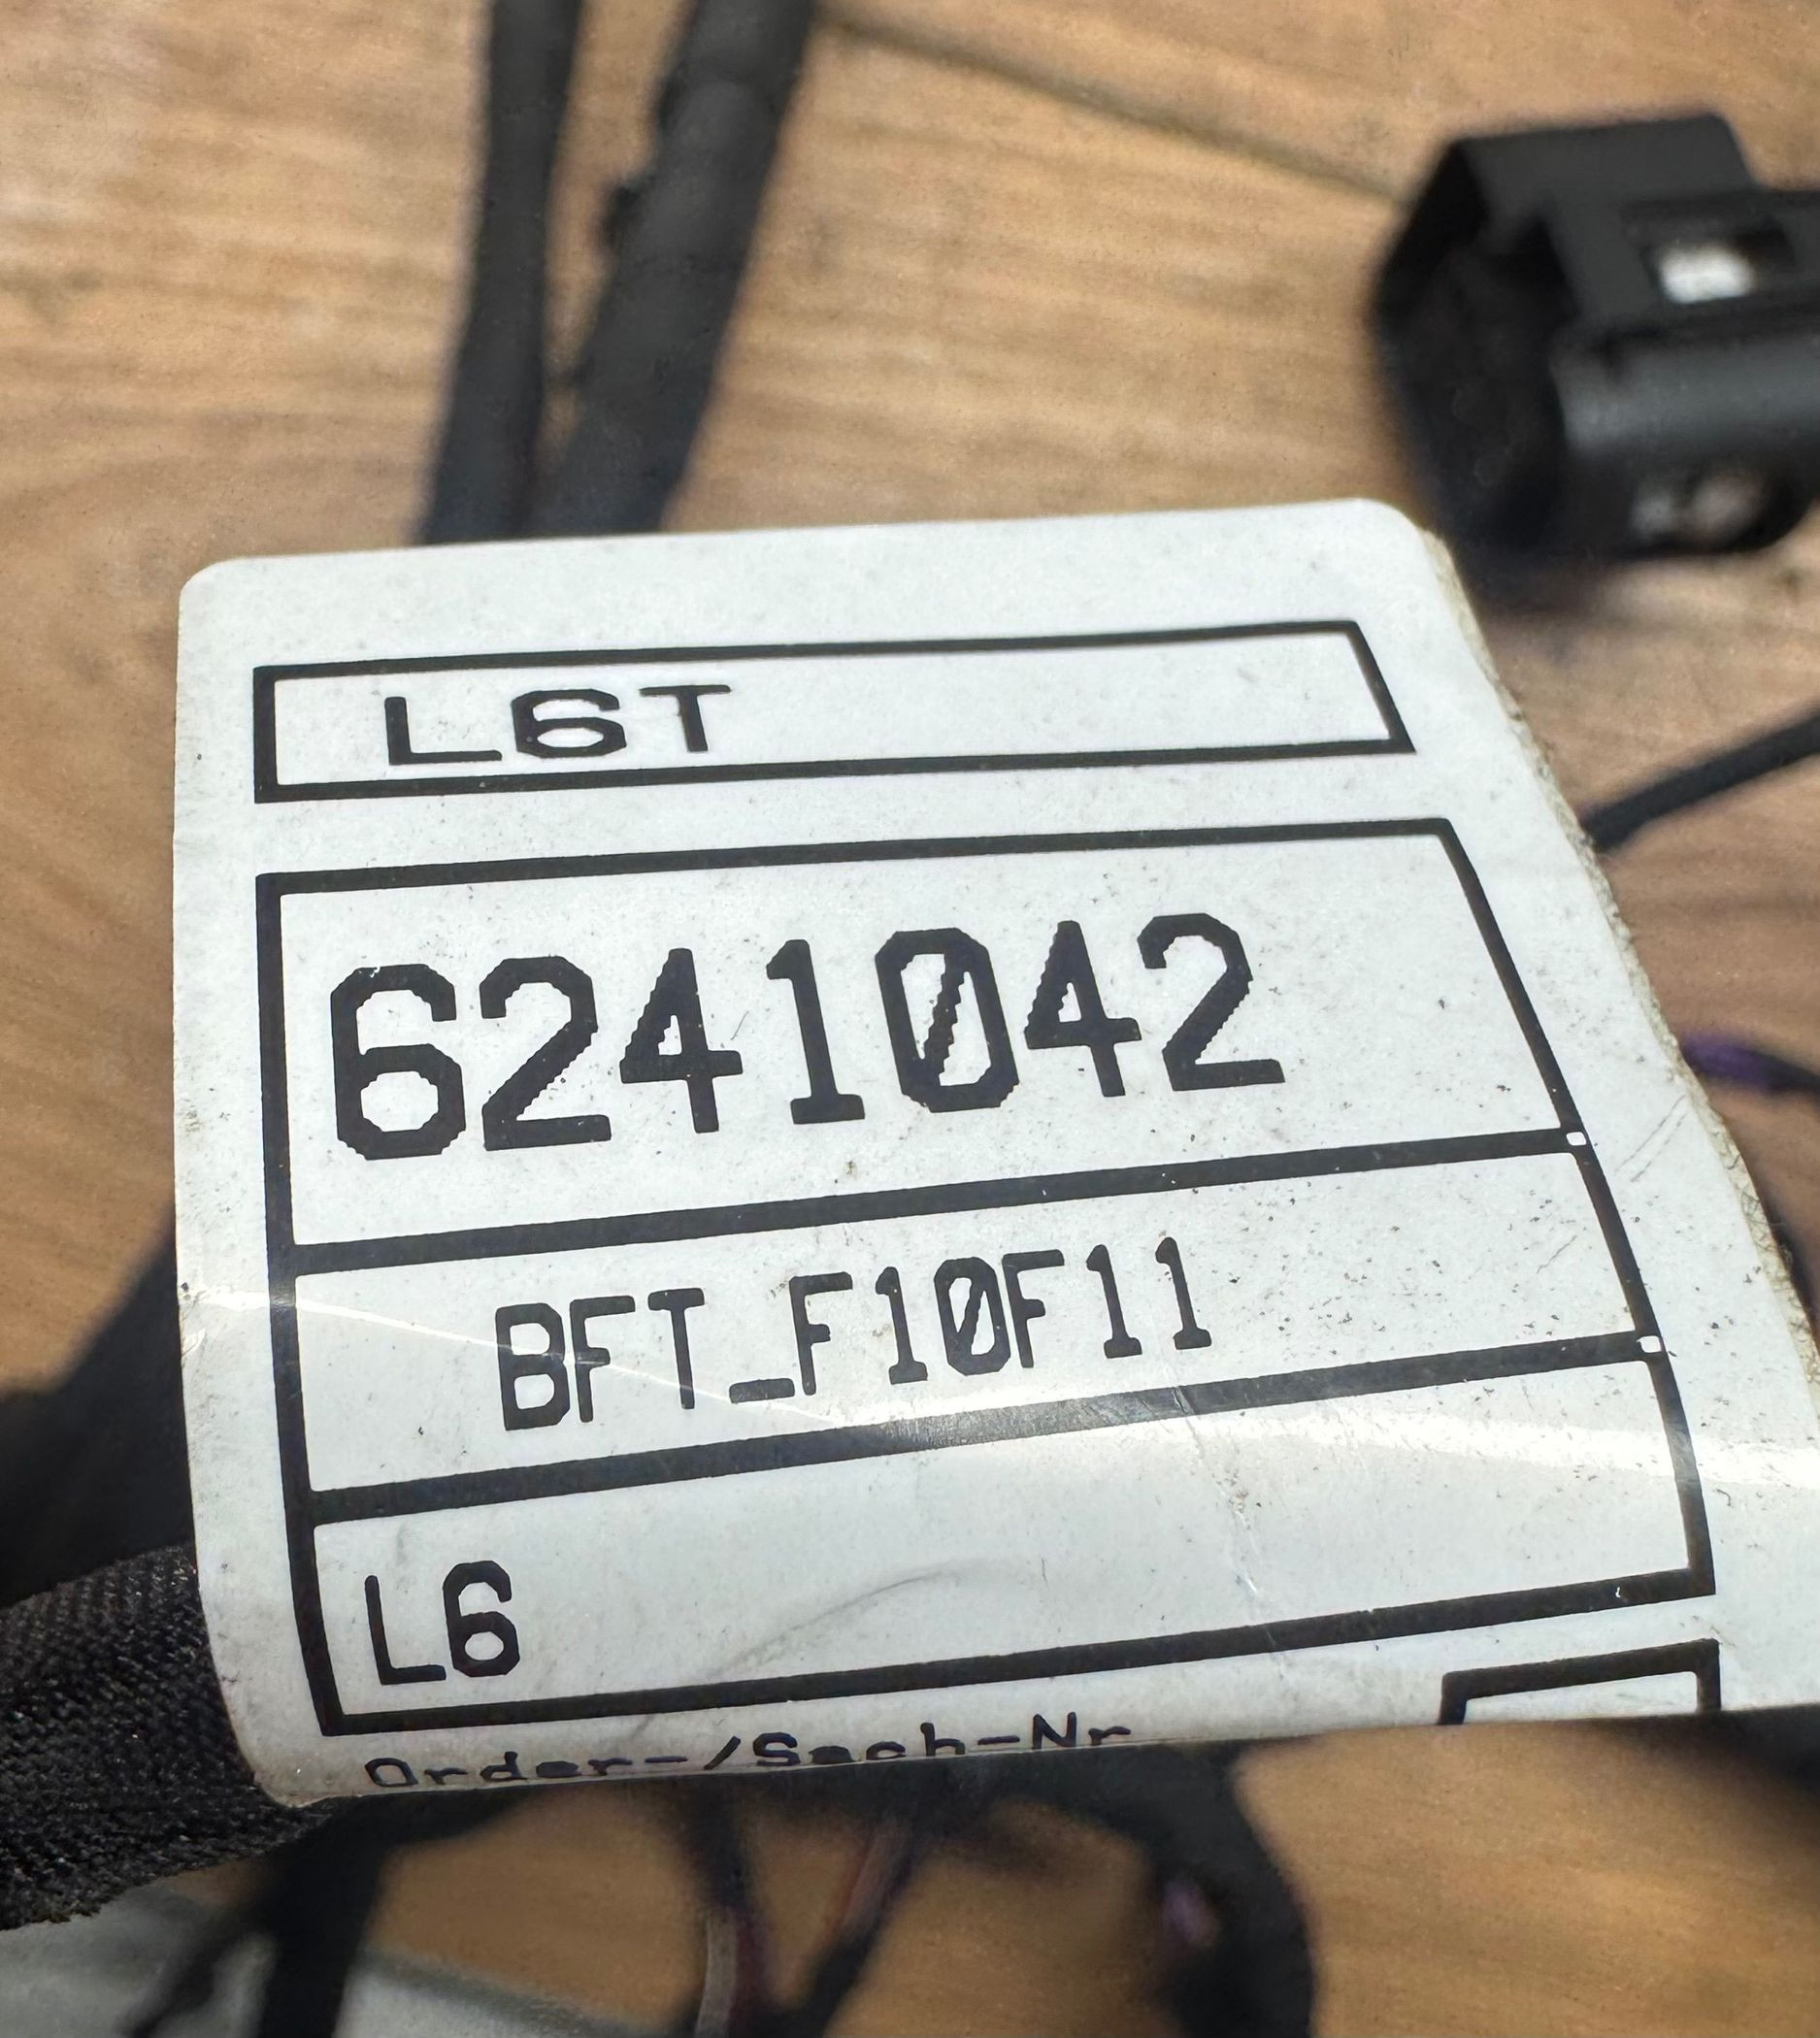 L6T
6241042
BFT_F10F11
L6
Order-/Sach-Nr